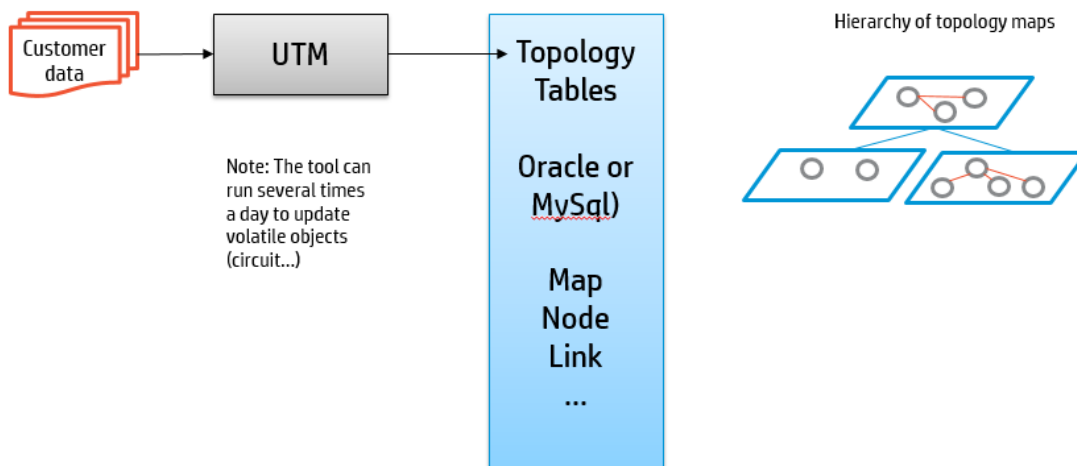 Customer
data
UTM
Note: The tool can
run several times
a day to update
volatile objects
(circuit...)
Topology
Tables
Oracle or
MySql)
Map
Node
Link
...
Hierarchy of topology maps